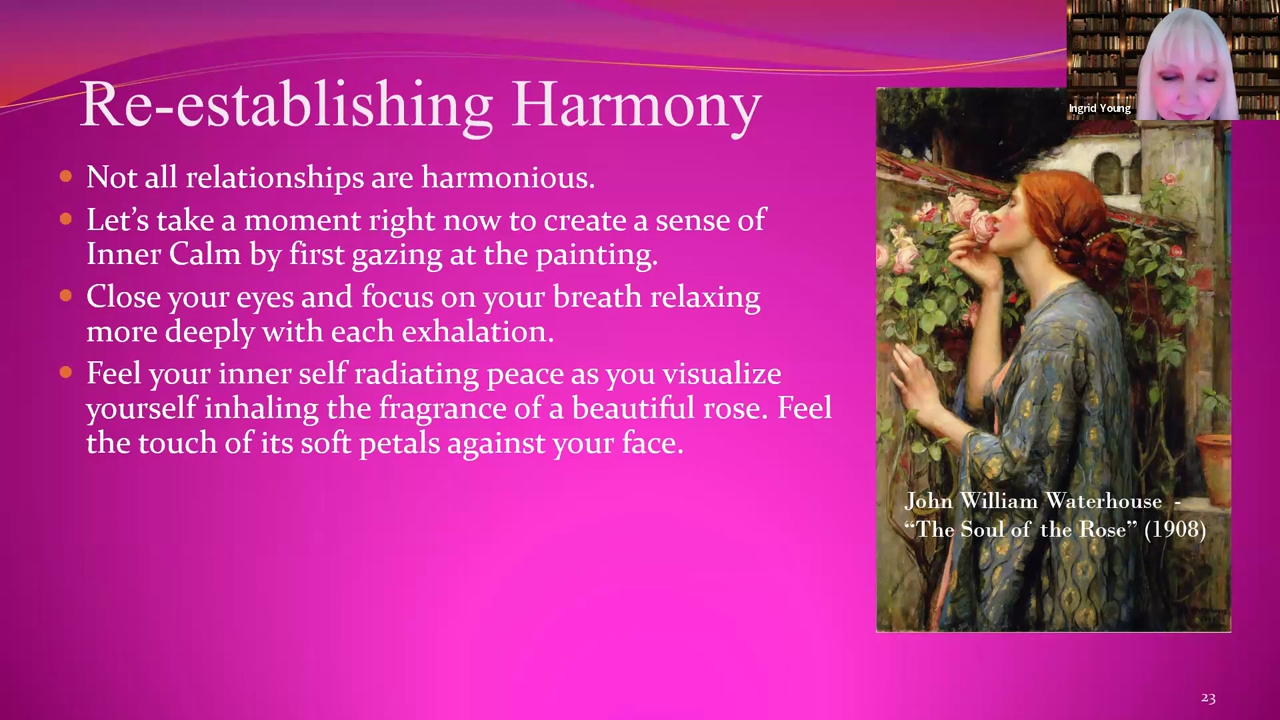 Re-establishing Harmony
Ingrid Young
• Not all relationships are harmonious.
• Let’s take a moment right now to create a sense of
Inner Calm by first gazing at the painting.
• Close your eyes and focus on your breath relaxing
more deeply with each exhalation.
• Feel your inner self radiating peace as you visualize
yourself inhaling the fragrance of a beautiful rose. Feel
the touch of its soft petals against your face.
John William Waterhouse -
“The Soul of the Rose” (1908)
23